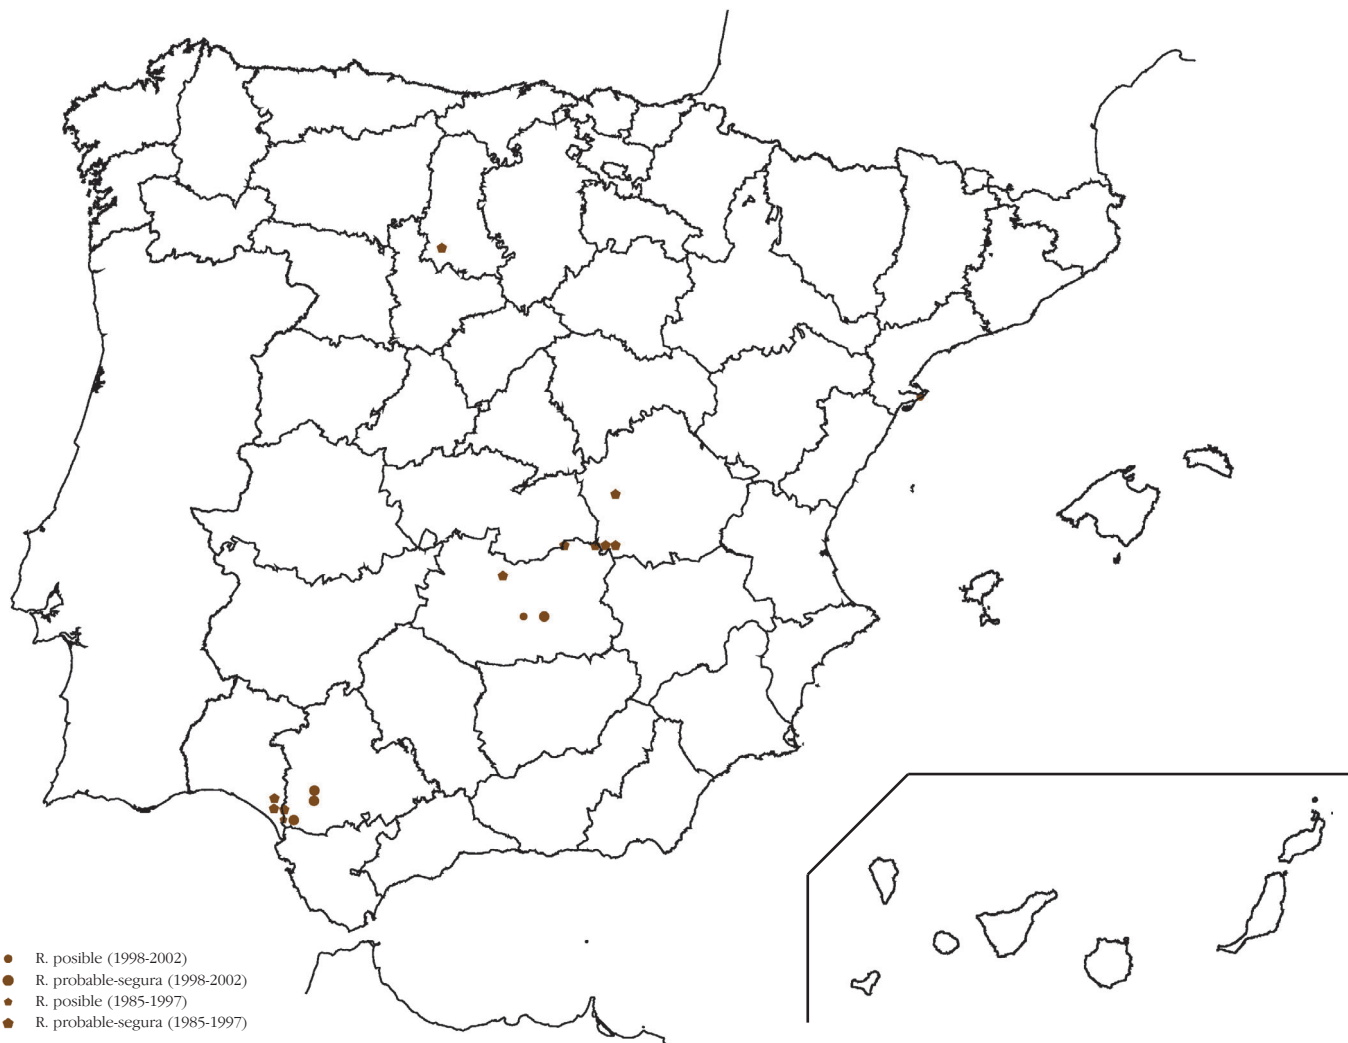 R. posible (1998-2002)
R. probable-segura (1998-2002)
R. posible (1985-1997)
R. probable-segura (1985-1997)